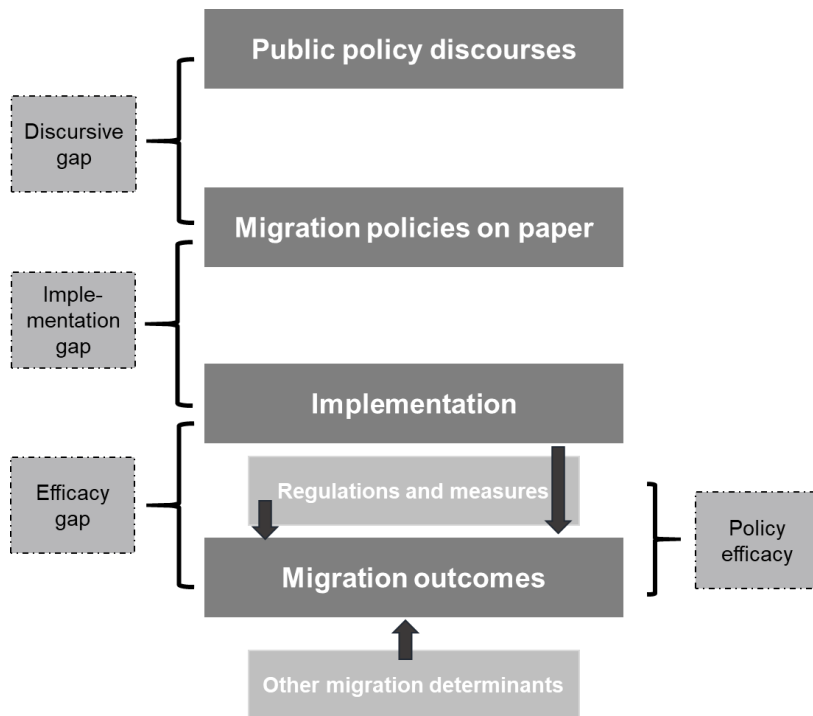 Public policy discourses
Discursive
gap
Migration policies on paper
Imple-
mentation
gap
Implementation
Efficacy
gap
Regulations and measures
Policy
efficacy
Migration outcomes
Other migration determinants